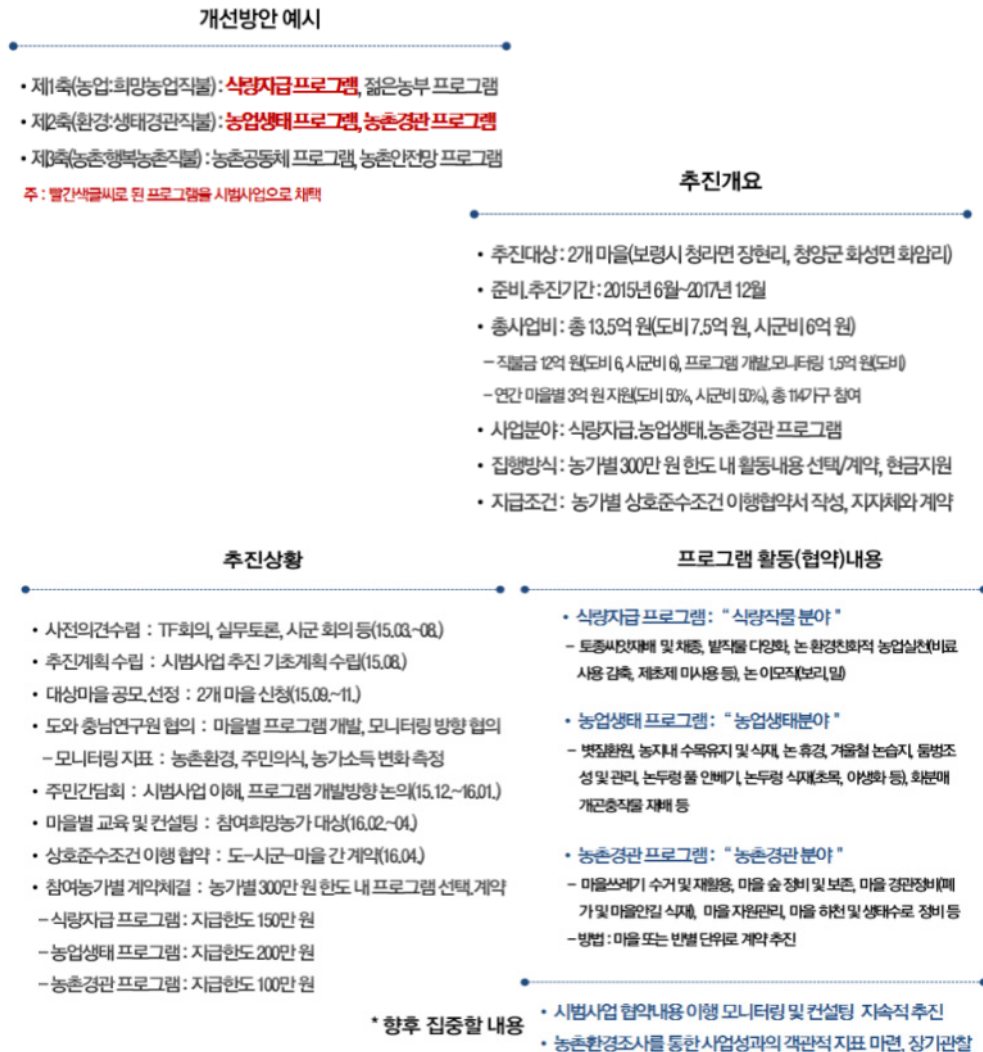 개선방안 예시
• 제1축(농업:희망농업직불) : 식량자급 프로그램, 젊은농부 프로그램
• 제2축(환경:생태경관직불) : 농업생태 프로그램, 농촌경관 프로그램
• 제3축(농촌:행복농촌직불) : 농촌공동체 프로그램, 농촌안전망 프로그램
주 : 빨간색글씨로 된 프로그램을 시범사업으로 채택
추진개요
• 추진대상 : 2개 마을(보령시 청라면 장현리, 청양군 화성면 화암리)
• 준비.추진기간 : 2015년 6월~2017년 12월
• 총사업비 : 총 13.5억 원(도비 7.5억 원, 시군비 6억 원)
– 직불금 12억 원(도비 6, 시군비 6), 프로그램 개발.모니터링 1.5억 원(도비)
– 연간 마을별 3억 원 지원(도비 50%, 시군비 50%), 총 114가구 참여
• 사업분야 : 식량자급.농업생태.농촌경관 프로그램
• 집행방식 : 농가별 300만 원 한도 내 활동내용 선택/계약, 현금지원
• 지급조건 : 농가별 상호준수조건 이행협약서 작성, 지자체와 계약
추진상황
• 사전의견수렴 : TF회의, 실무토론, 시군 회의 등(15.03.~08.)
• 추진계획 수립 : 시범사업 추진 기초계획 수립(15.08.)
• 대상마을 공모.선정 : 2개 마을 신청(15.09.~11.)
• 도와 충남연구원 협의 : 마을별 프로그램 개발, 모니터링 방향 협의
– 모니터링 지표 : 농촌환경, 주민의식, 농가소득 변화 측정
• 주민간담회 : 시범사업 이해, 프로그램 개발방향 논의(15.12.~16.01.)
• 마을별 교육 및 컨설팅 : 참여희망농가 대상(16.02.~04.)
• 상호준수조건 이행 협약 : 도–시군–마을 간 계약(16.04.)
• 참여농가별 계약체결 : 농가별 300만 원 한도 내 프로그램 선택.계약
– 식량자급 프로그램 : 지급한도 150만 원
– 농업생태 프로그램 : 지급한도 200만 원
– 농촌경관 프로그램 : 지급한도 100만 원
프로그램 활동(협약)내용
• 식량자급 프로그램 : " 식량작물 분야 "
– 토종씨앗재배 및 채종, 밭작물 다양화, 논 환경친화적 농업실천(비료
사용 감축, 제초제 미사용 등), 논 이모작(보리,밀)
• 농업생태 프로그램 : " 농업생태분야 "
– 볏짚환원, 농지내 수목유지 및 식재, 논 휴경, 겨울철 논습지, 둠벙조
성 및 관리, 논두렁 풀 안베기, 논두렁 식재(초목, 야생화 등), 화분매
개곤충작물 재배 등
• 농촌경관 프로그램 : " 농촌경관 분야 "
– 마을쓰레기 수거 및 재활용, 마을 숲 정비 및 보존, 마을 경관정비(폐
가 및 마을안길 식재), 마을 자원관리, 마을 하천 및 생태수로 정비 등
– 방법 : 마을 또는 반별 단위로 계약 추진
* 향후 집중할 내용
• 시범사업 협약내용 이행 모니터링 및 컨설팅 지속적 추진
• 농촌환경조사를 통한 사업성과의 객관적 지표 마련, 장기관찰